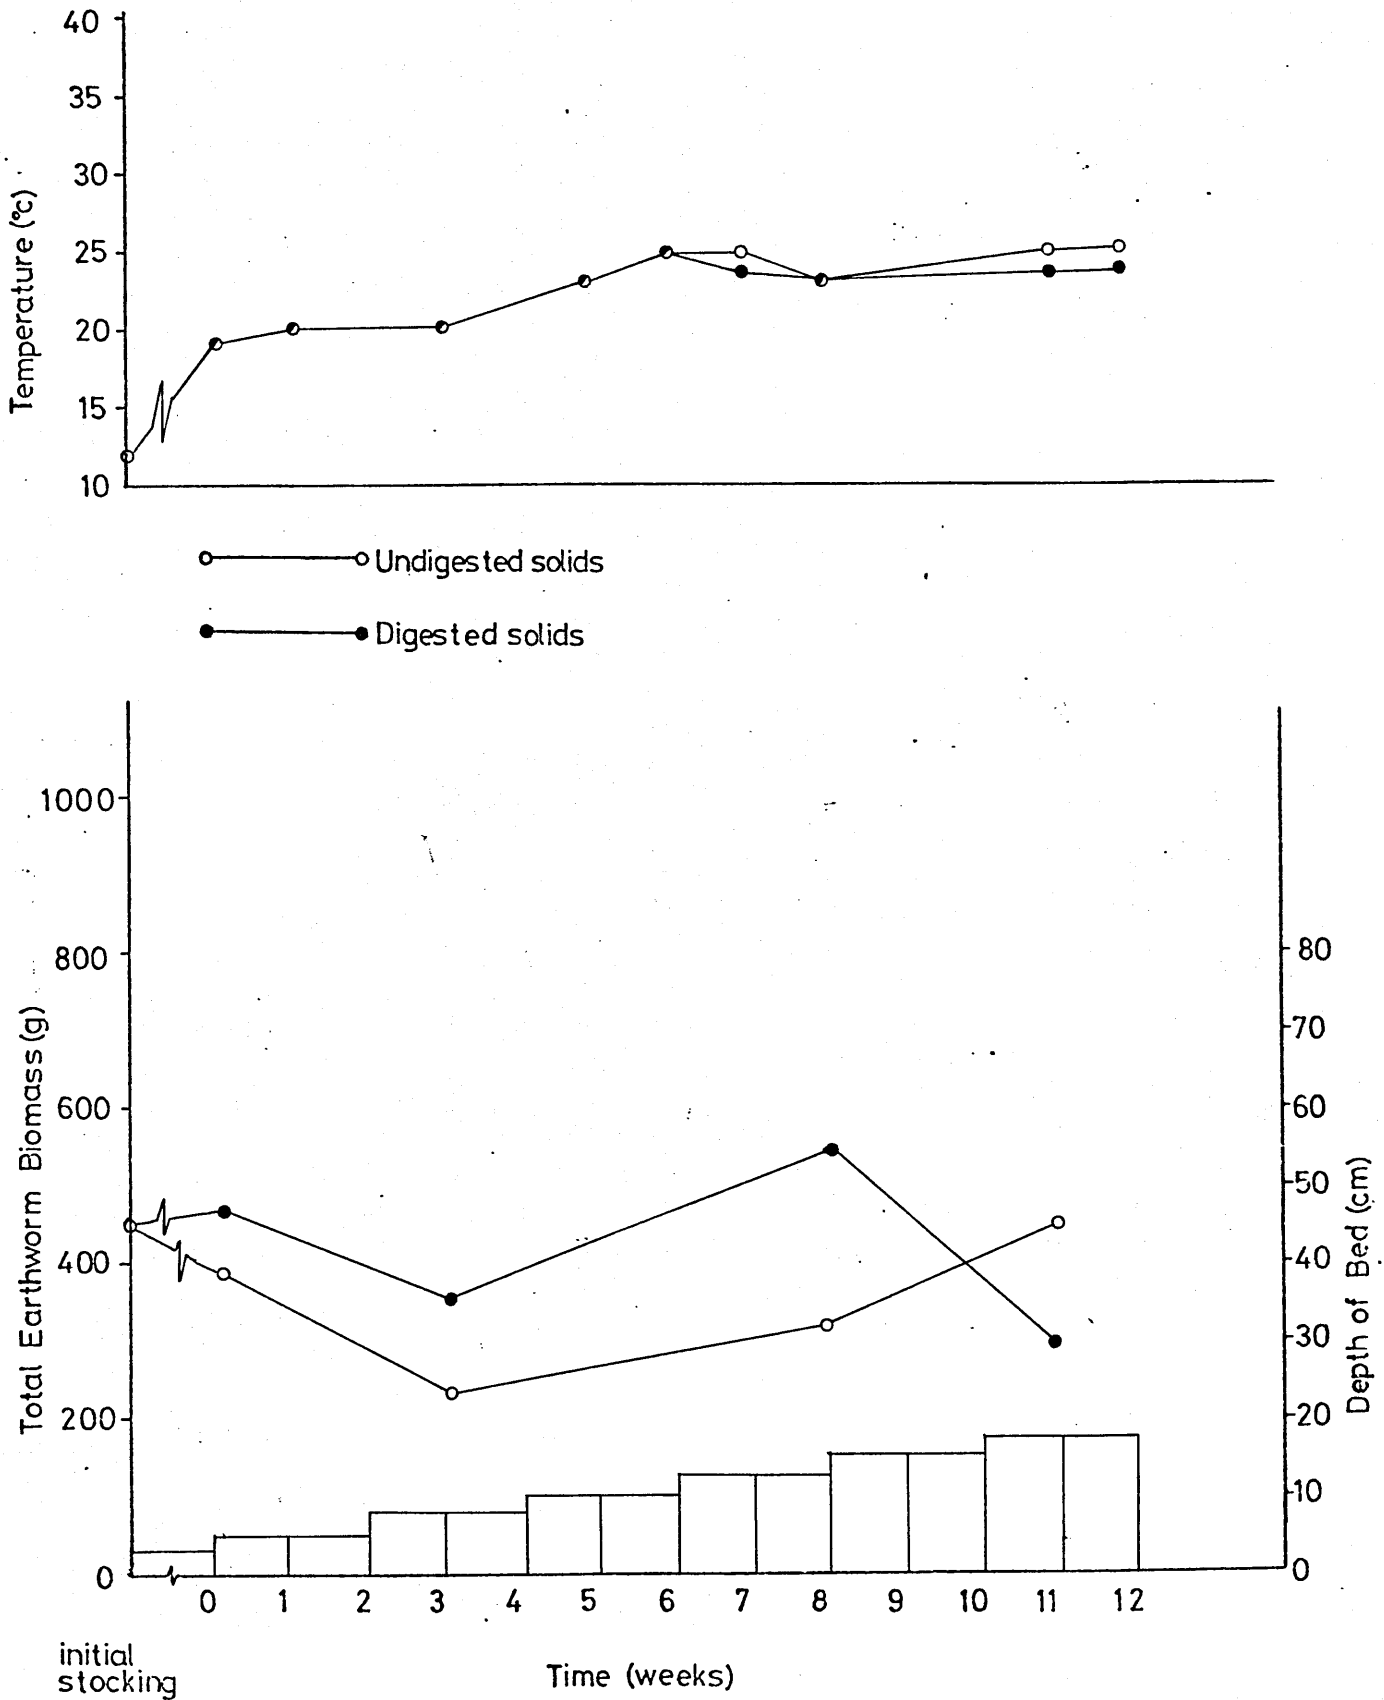 40
35
30
25
20
15
10
Temperature (°C)
Undigested solids
Digested solids
1000
800
600
400
200
0
Total Earthworm Biomass (g)
80
70
60
50
40
30
20
10
0
Depth of Bed (cm)
0 1 2 3 4 5 6 7 8 9 10 11 12
initial
stocking
Time (weeks)